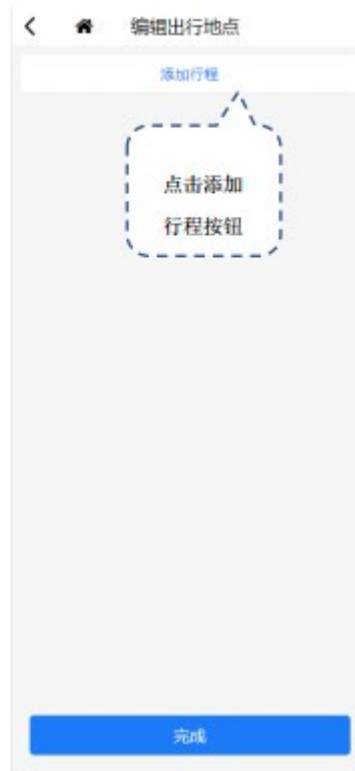 编辑出行地点
添加行程
点击添加
行程按钮
完成